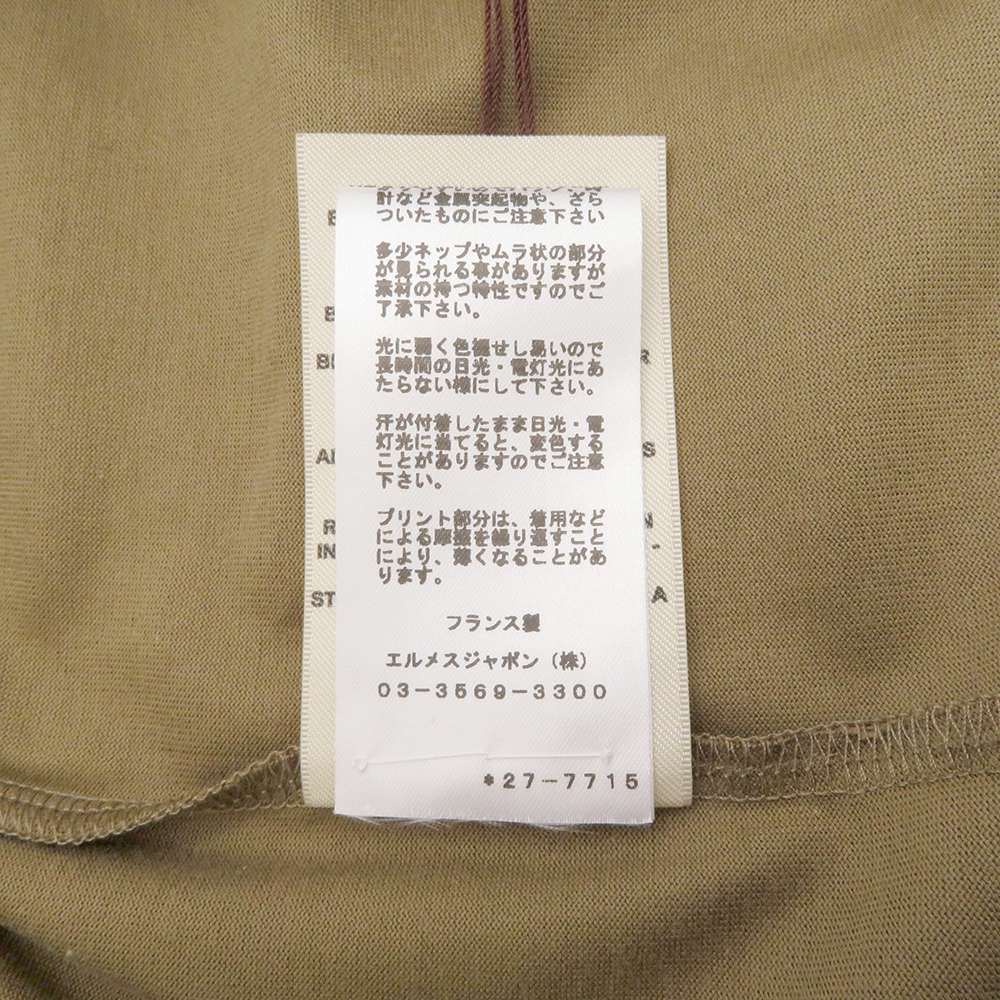 計など金属突起物や、ざら
ついたものにご注意下さい
多少ネップやムラ状の部分
が見られる事がありますが
素材の持つ特性ですのでご
了承下さい。
光に弱く色褪せし易いので
長時間の日光・電灯光にあ
たらない様にして下さい。
汗が付着したまま日光・電
灯光に当てると、変色する
ことがありますのでご注意
下さい。
プリント部分は、着用など
による摩擦を繰り返すこと
により、薄くなることがあ
ります。
フランス製
エルメスジャポン（株）
03-3569-3300
*27-7715